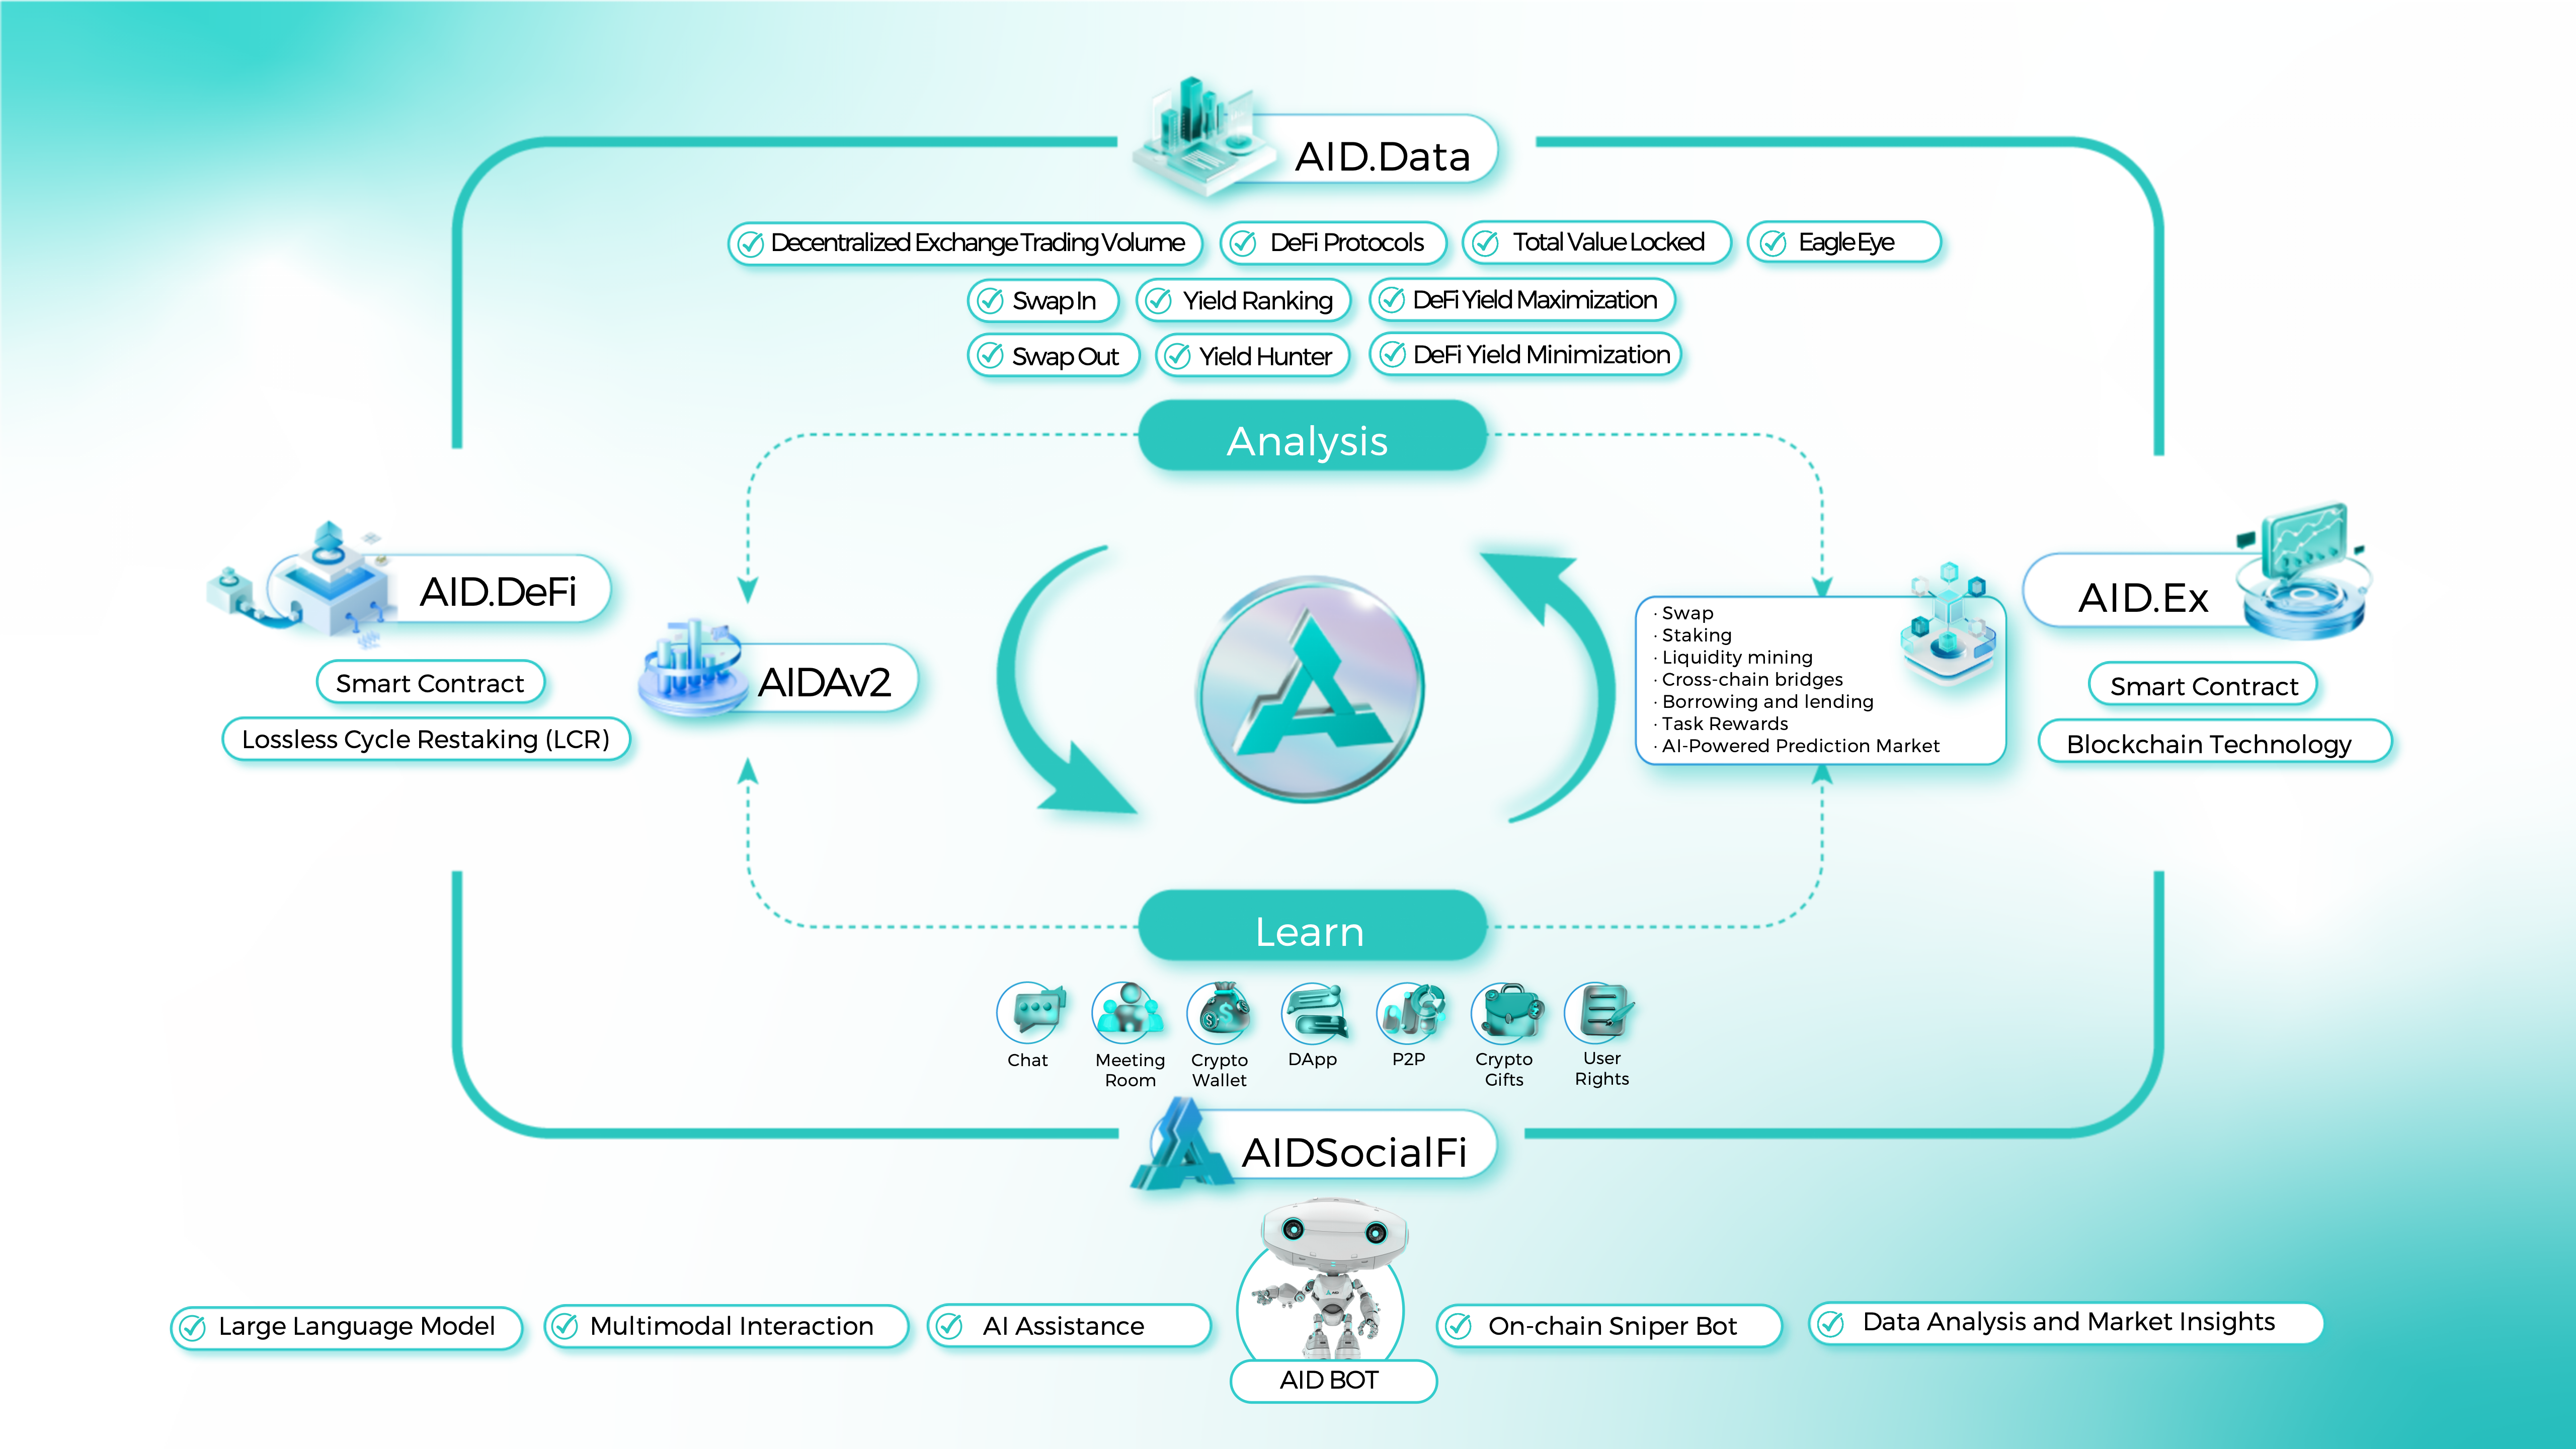 AID.Data
Decentralized Exchange Trading Volume
DeFi Protocols
Total Value Locked
Eagle Eye
Swap In
Yield Ranking
DeFi Yield Maximization
Swap Out
Yield Hunter
DeFi Yield Minimization
Analysis
AID.DeFi
Smart Contract
Lossless Cycle Restaking (LCR)
AIDAv2
· Swap
· Staking
· Liquidity mining
· Cross-chain bridges
· Borrowing and lending
· Task Rewards
· AI-Powered Prediction Market
AID.Ex
Smart Contract
Blockchain Technology
Learn
Chat
Meeting
Room
Crypto
Wallet
DApp
P2P
Crypto
Gifts
User
Rights
AIDSocialFi
Large Language Model
Multimodal Interaction
AI Assistance
On-chain Sniper Bot
Data Analysis and Market Insights
AID BOT